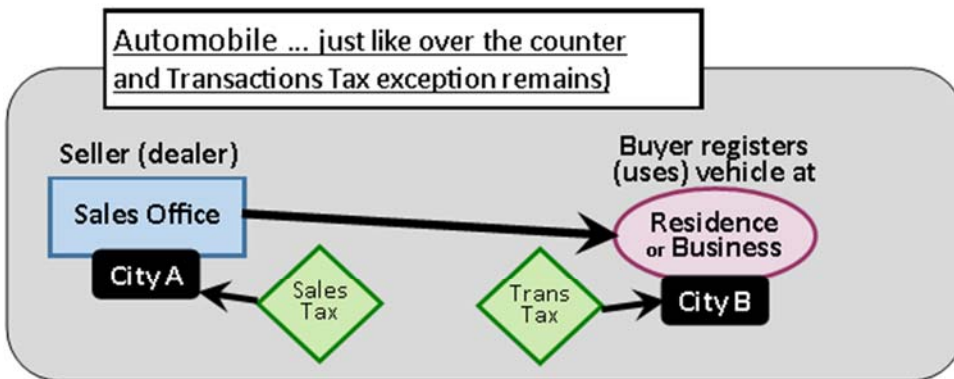 Automobile ... just like over the counter
and Transactions Tax exception remains)
Seller (dealer)
Sales Office
City A
Sales
Tax
Trans
Tax
Buyer registers
(uses) vehicle at
Residence
or Business
City B